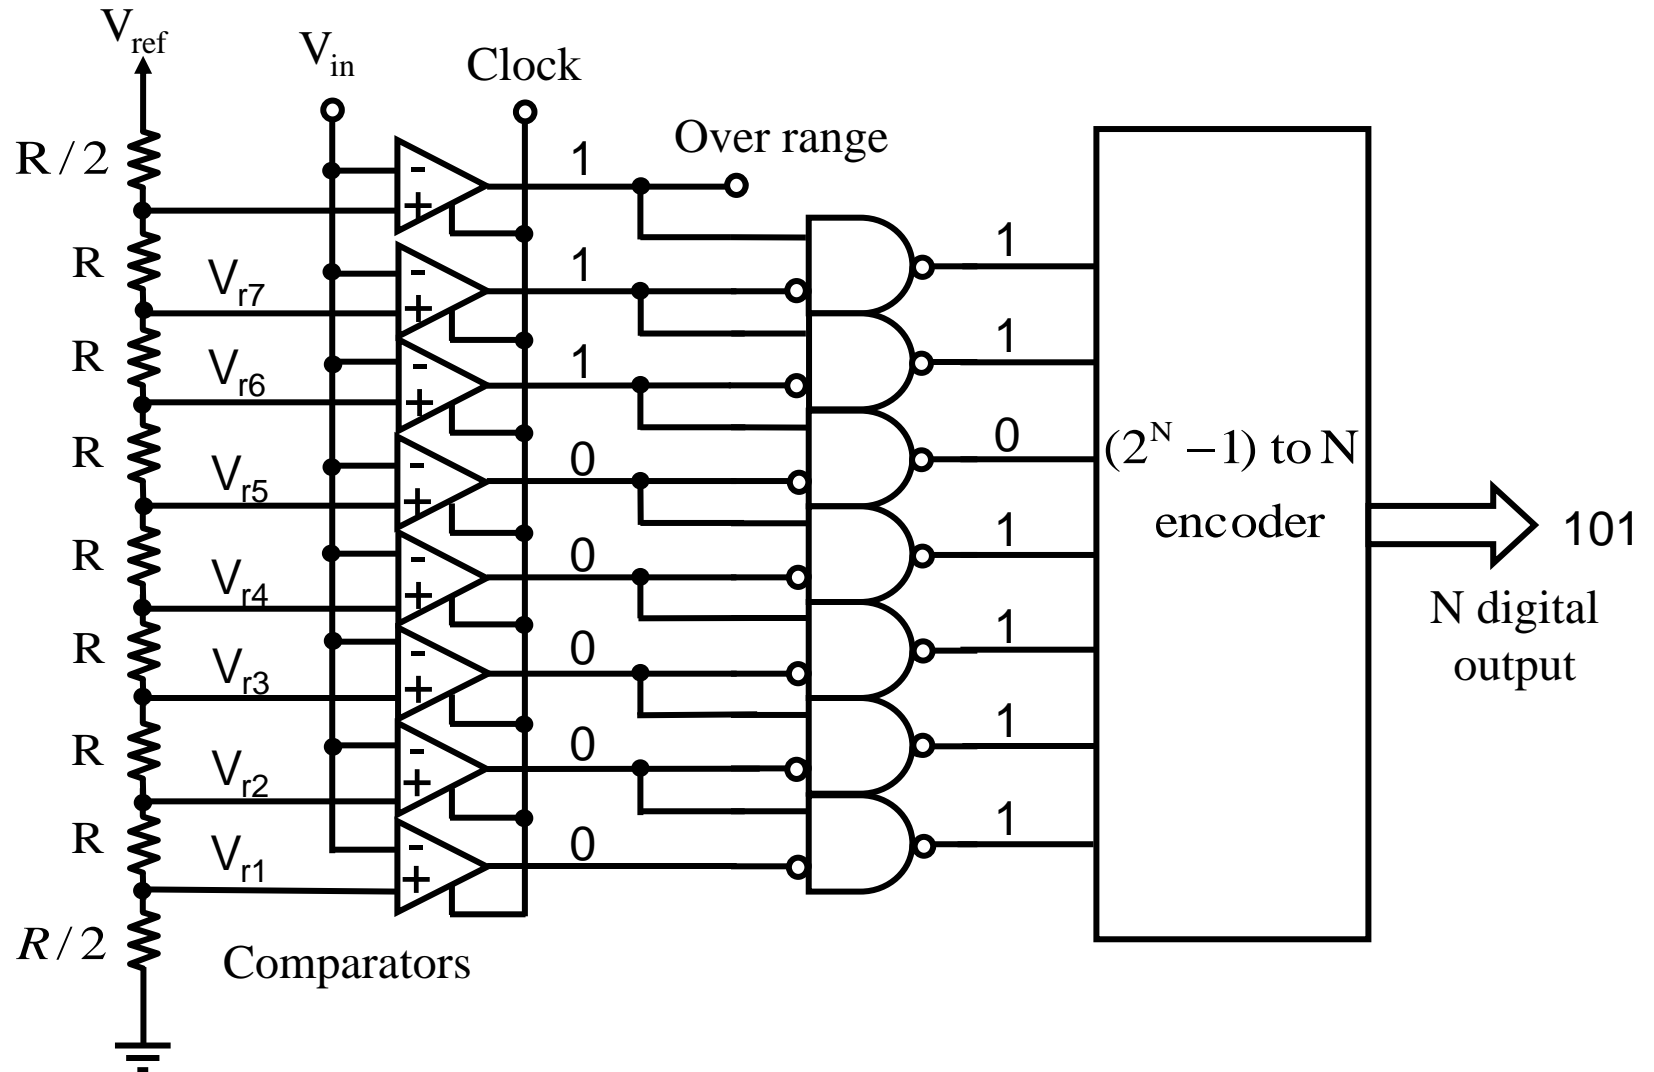 V_ref
V_in
Clock
R / 2
Over range
R
V_r7
R
V_r6
R
V_r5
R
V_r4
R
V_r3
R
V_r2
R
V_r1
R / 2
Comparators
-
+
-
+
-
+
-
+
-
+
-
+
-
+
-
+
1
1
1
0
0
0
0
0
1
1
0
1
1
1
1
(2^N −1) to N
encoder
101
N digital
output